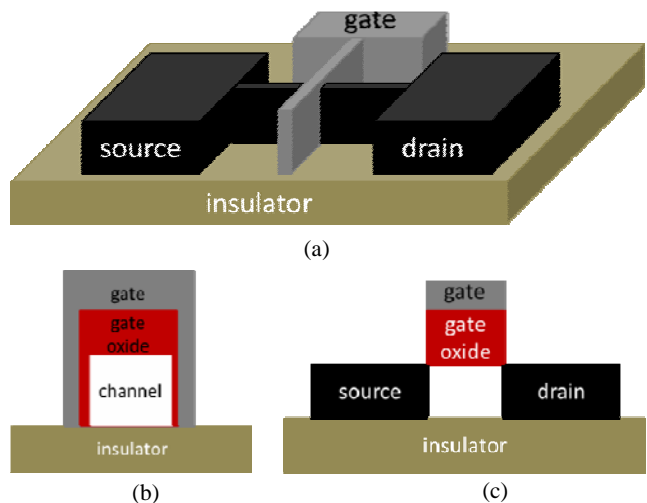 gate
source
drain
insulator
(a)
gate
gate
oxide
channel
insulator
(b)
gate
gate
oxide
source
drain
insulator
(c)